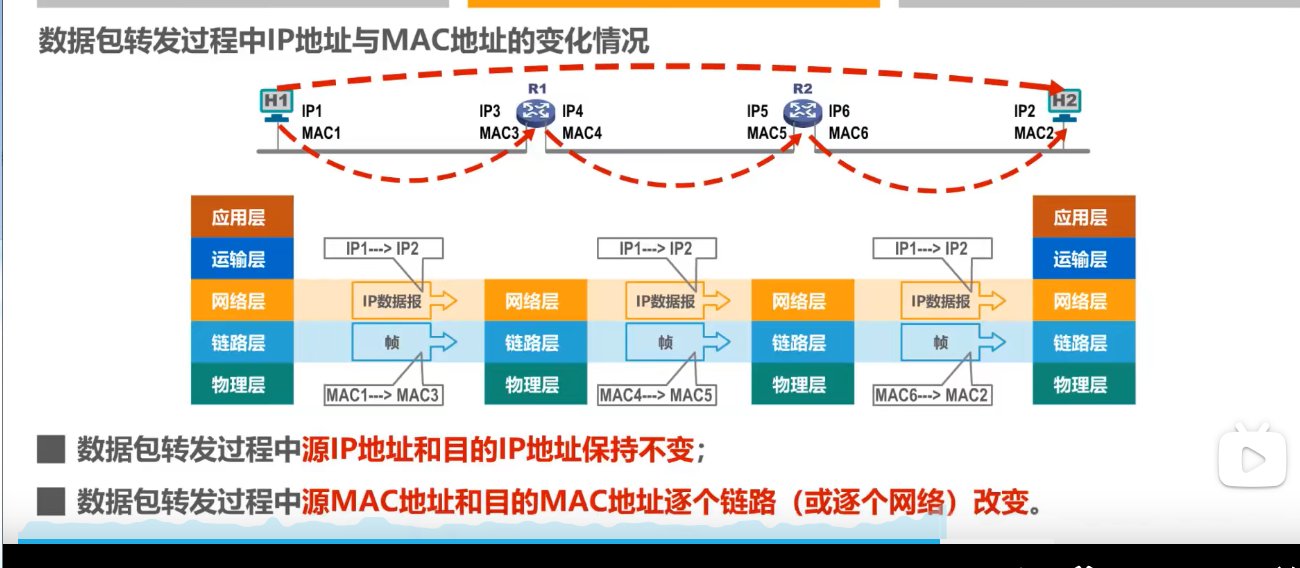 数据包转发过程中IP地址与MAC地址的变化情况
H1
IP1
MAC1
R1
IP3
MAC3
IP4
MAC4
R2
IP5
MAC5
IP6
MAC6
IP2
MAC2
H2
应用层
运输层
网络层
链路层
物理层
IP1---> IP2
IP数据报
帧
MAC1---> MAC3
网络层
链路层
物理层
IP1---> IP2
IP数据报
帧
MAC4---> MAC5
网络层
链路层
物理层
IP1---> IP2
IP数据报
帧
MAC6---> MAC2
应用层
运输层
网络层
链路层
物理层
数据包转发过程中源IP地址和目的IP地址保持不变;
数据包转发过程中源MAC地址和目的MAC地址逐个链路（或逐个网络）改变。